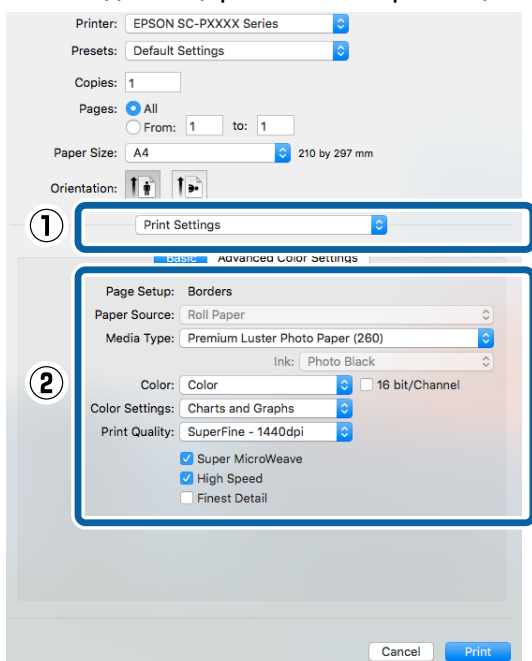 Printer: EPSON SC-PXXXX Series
Presets: Default Settings
Copies: 1
Pages: All
From: 1 to: 1
Paper Size: A4 210 by 297 mm
Orientation:
1 Print Settings
Basic Advanced Color Settings
Page Setup: Borders
Paper Source: Roll Paper
Media Type: Premium Luster Photo Paper (260)
Ink: Photo Black
2
Color: Color 16 bit/Channel
Color Settings: Charts and Graphs
Print Quality: SuperFine - 1440dpi
Super MicroWeave
High Speed
Finest Detail
Cancel Print